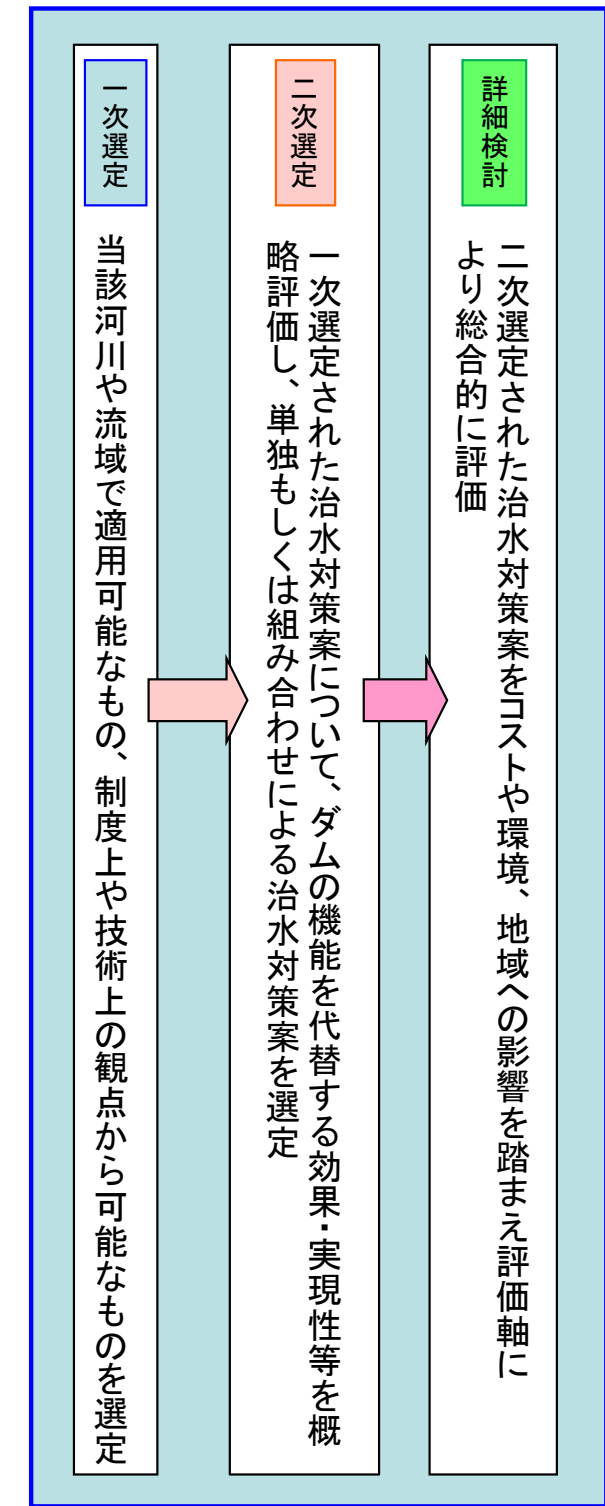 一次選定
当該河川や流域で適用可能なもの、制度上や技術上の観点から可能なものを選定
二次選定
一次選定された治水対策案について、ダムの機能を代替する効果・実現性等を概
略評価し、単独もしくは組み合わせによる治水対策案を選定
詳細検討
二次選定された治水対策案をコストや環境、地域への影響を踏まえ評価軸に
より総合的に評価